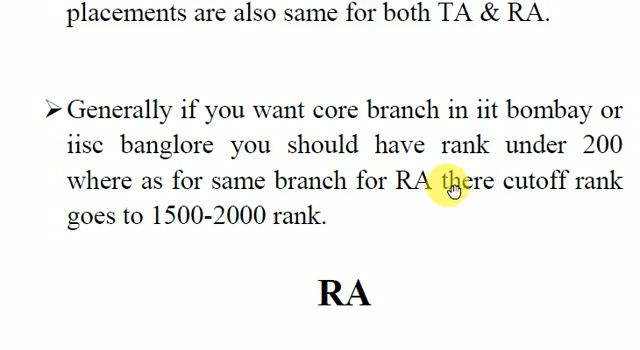 placements are also same for both TA & RA.
➢ Generally if you want core branch in iit bombay or
iisc banglore you should have rank under 200
where as for same branch for RA there cutoff rank
goes to 1500-2000 rank.
RA